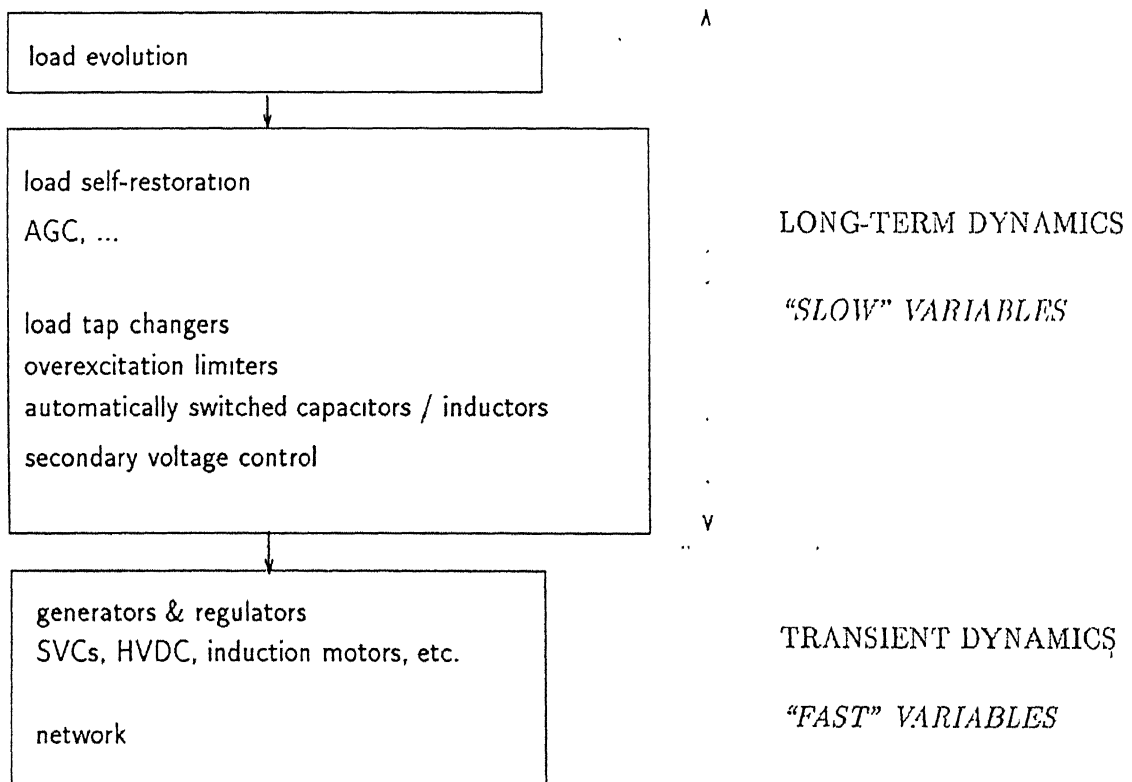 load evolution
load self-restoration
AGC, ...
load tap changers
overexcitation limiters
automatically switched capacitors / inductors
secondary voltage control
LONG-TERM DYNAMICS
“SLOW” VARIABLES
generators & regulators
SVCs, HVDC, induction motors, etc.
network
TRANSIENT DYNAMICS
“FAST” VARIABLES